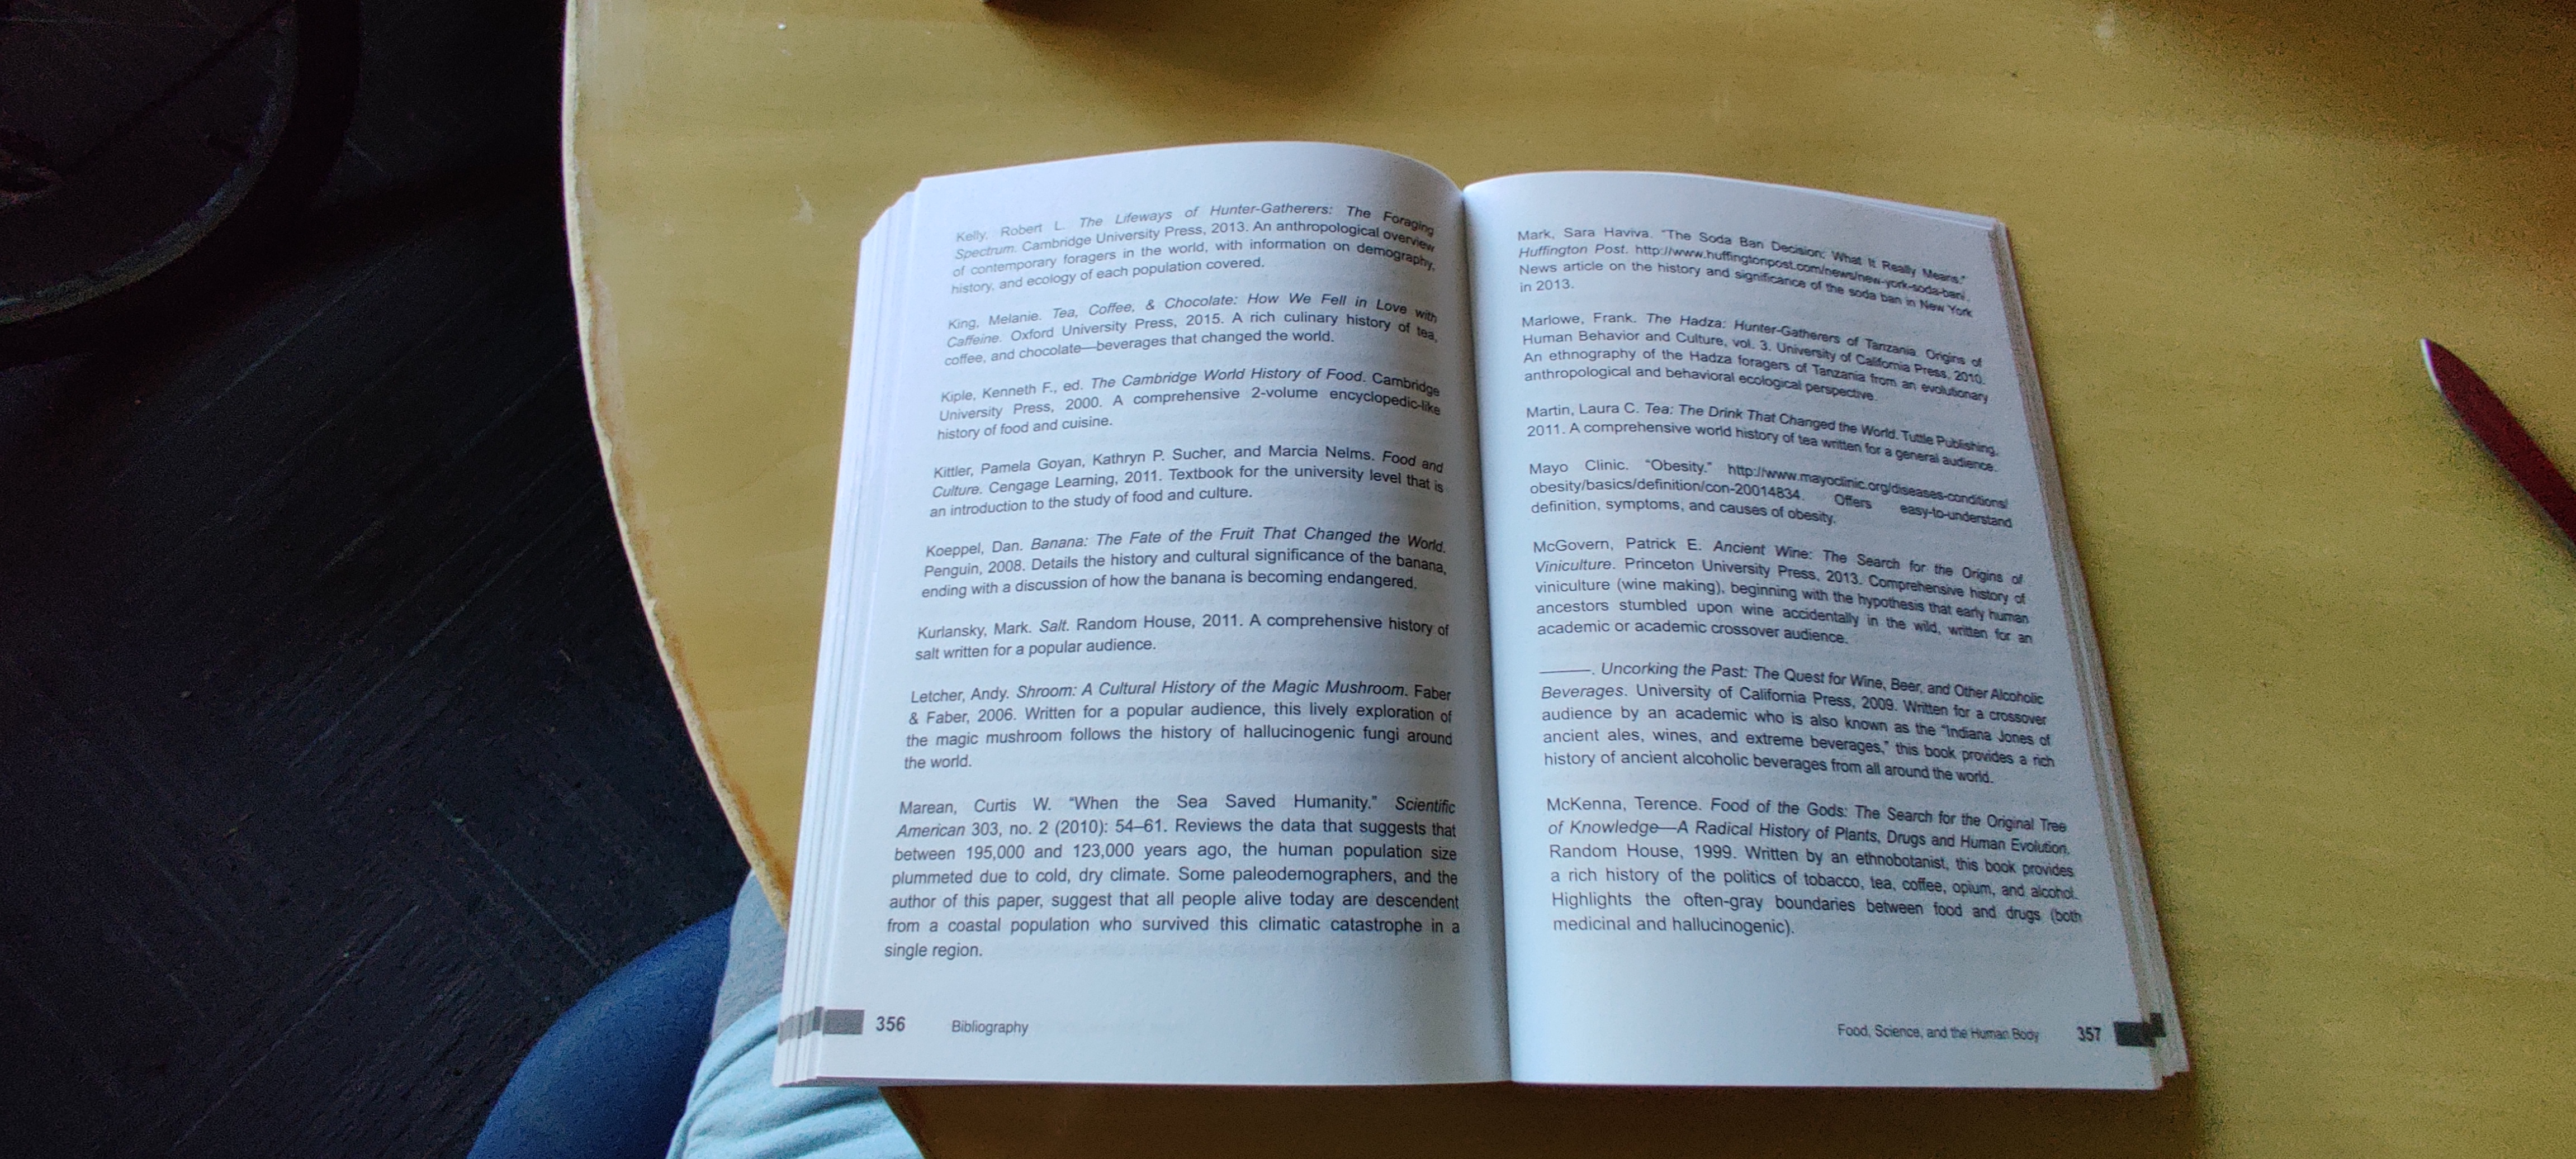 Kelly, Robert L. The Lifeways of Hunter-Gatherers: The Foraging
Spectrum. Cambridge University Press, 2013. An anthropological overview
of contemporary foragers in the world, with information on demography,
history, and ecology of each population covered.
King, Melanie. Tea, Coffee, & Chocolate: How We Fell in Love with
Caffeine. Oxford University Press, 2015. A rich culinary history of tea,
coffee, and chocolate—beverages that changed the world.
Kiple, Kenneth F., ed. The Cambridge World History of Food. Cambridge
University Press, 2000. A comprehensive 2-volume encyclopedic-like
history of food and cuisine.
Kittler, Pamela Goyan, Kathryn P. Sucher, and Marcia Nelms. Food and
Culture. Cengage Learning, 2011. Textbook for the university level that is
an introduction to the study of food and culture.
Koeppel, Dan. Banana: The Fate of the Fruit That Changed the World.
Penguin, 2008. Details the history and cultural significance of the banana,
ending with a discussion of how the banana is becoming endangered.
Kurlansky, Mark. Salt. Random House, 2011. A comprehensive history of
salt written for a popular audience.
Letcher, Andy. Shroom: A Cultural History of the Magic Mushroom. Faber
& Faber, 2006. Written for a popular audience, this lively exploration of
the magic mushroom follows the history of hallucinogenic fungi around
the world.
Marean, Curtis W. “When the Sea Saved Humanity.” Scientific
American 303, no. 2 (2010): 54–61. Reviews the data that suggests that
between 195,000 and 123,000 years ago, the human population size
plummeted due to cold, dry climate. Some paleodemographers, and the
author of this paper, suggest that all people alive today are descendent
from a coastal population who survived this climatic catastrophe in a
single region.
356 Bibliography
Mark, Sara Haviva. “The Soda Ban Decision: What It Really Means.”
Huffington Post. http://www.huffingtonpost.com/news/new-york-soda-ban/.
News article on the history and significance of the soda ban in New York
in 2013.
Marlowe, Frank. The Hadza: Hunter-Gatherers of Tanzania. Origins of
Human Behavior and Culture, vol. 3. University of California Press, 2010.
An ethnography of the Hadza foragers of Tanzania from an evolutionary
anthropological and behavioral ecological perspective.
Martin, Laura C. Tea: The Drink That Changed the World. Tuttle Publishing,
2011. A comprehensive world history of tea written for a general audience.
Mayo Clinic. “Obesity.” http://www.mayoclinic.org/diseases-conditions/
obesity/basics/definition/con-20014834. Offers easy-to-understand
definition, symptoms, and causes of obesity.
McGovern, Patrick E. Ancient Wine: The Search for the Origins of
Viniculture. Princeton University Press, 2013. Comprehensive history of
viniculture (wine making), beginning with the hypothesis that early human
ancestors stumbled upon wine accidentally in the wild, written for an
academic or academic crossover audience.
———. Uncorking the Past: The Quest for Wine, Beer, and Other Alcoholic
Beverages. University of California Press, 2009. Written for a crossover
audience by an academic who is also known as the “Indiana Jones of
ancient ales, wines, and extreme beverages,” this book provides a rich
history of ancient alcoholic beverages from all around the world.
McKenna, Terence. Food of the Gods: The Search for the Original Tree
of Knowledge—A Radical History of Plants, Drugs and Human Evolution.
Random House, 1999. Written by an ethnobotanist, this book provides
a rich history of the politics of tobacco, tea, coffee, opium, and alcohol.
Highlights the often-gray boundaries between food and drugs (both
medicinal and hallucinogenic).
Food, Science, and the Human Body 357